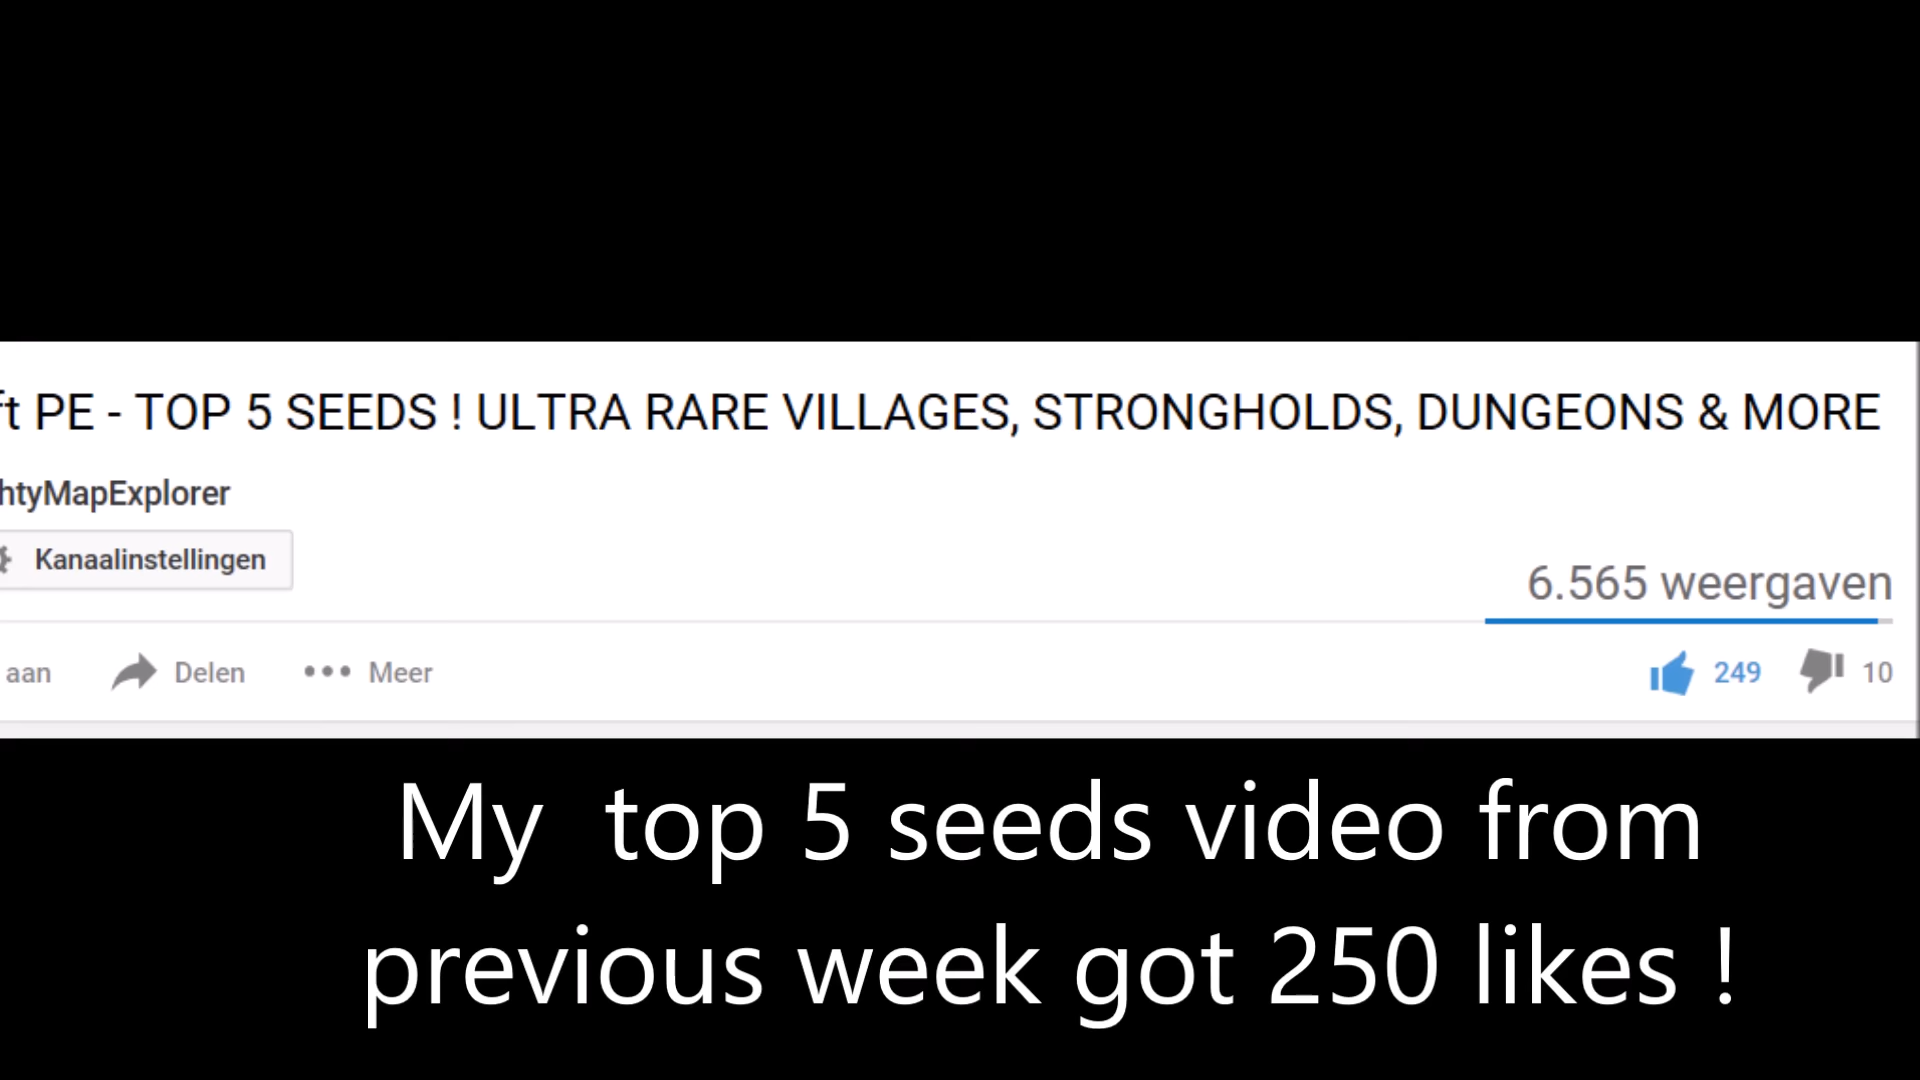 ft PE - TOP 5 SEEDS ! ULTRA RARE VILLAGES, STRONGHOLDS, DUNGEONS & MORE
htyMapExplorer
Kanaalinstellingen
6.565 weergaven
aan Delen ••• Meer 249 10
My top 5 seeds video from
previous week got 250 likes !